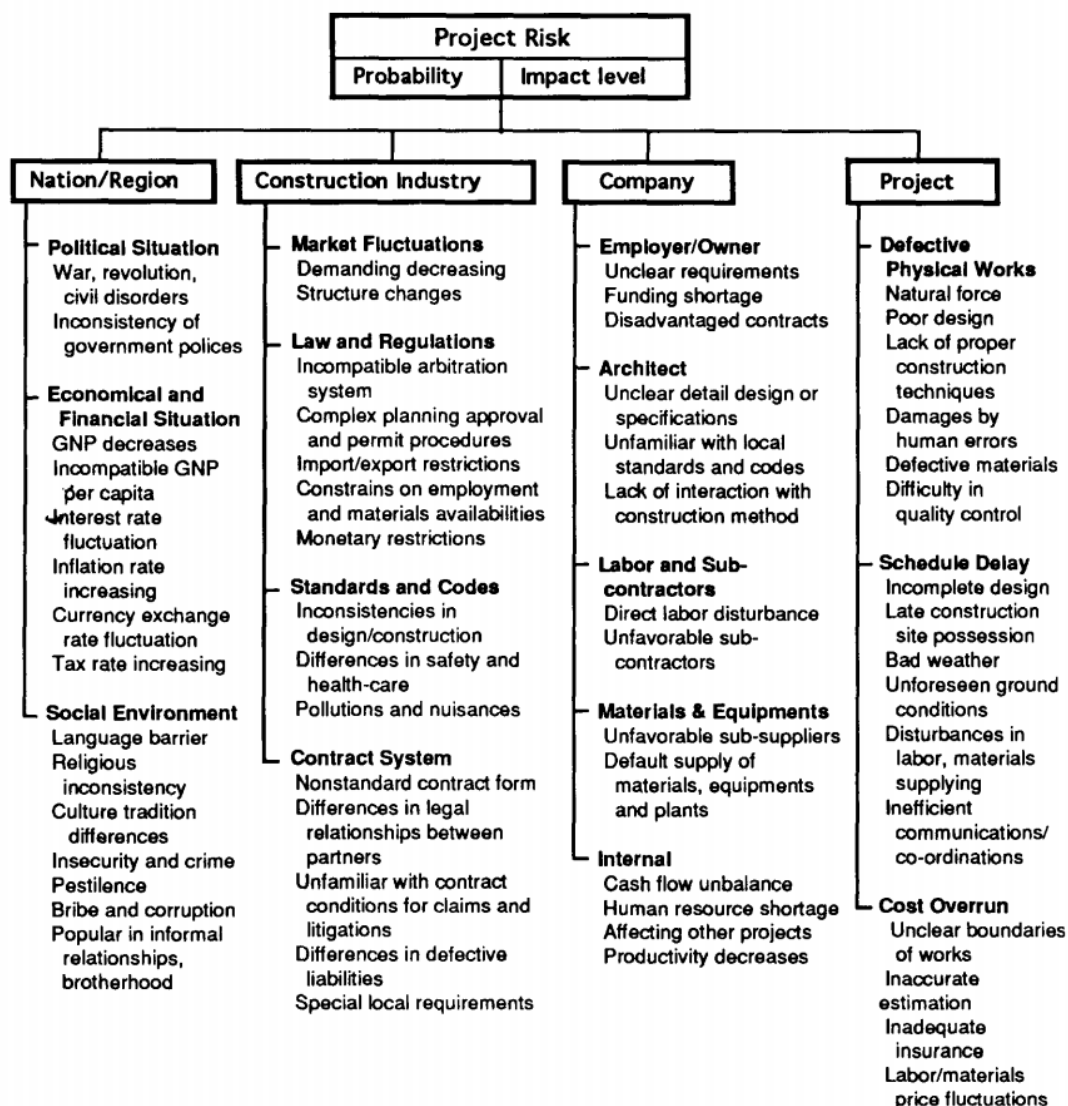 Project Risk
Probability
Impact level
Nation/Region
Political Situation
War, revolution,
civil disorders
Inconsistency of
government polices
Economical and
Financial Situation
GNP decreases
Incompatible GNP
per capita
Interest rate
fluctuation
Inflation rate
increasing
Currency exchange
rate fluctuation
Tax rate increasing
Social Environment
Language barrier
Religious
inconsistency
Culture tradition
differences
Insecurity and crime
Pestilence
Bribe and corruption
Popular in informal
relationships,
brotherhood
Construction Industry
Market Fluctuations
Demanding decreasing
Structure changes
Law and Regulations
Incompatible arbitration
system
Complex planning approval
and permit procedures
Import/export restrictions
Constrains on employment
and materials availabilities
Monetary restrictions
Standards and Codes
Inconsistencies in
design/construction
Differences in safety and
health-care
Pollutions and nuisances
Contract System
Nonstandard contract form
Differences in legal
relationships between
partners
Unfamiliar with contract
conditions for claims and
litigations
Differences in defective
liabilities
Special local requirements
Company
Employer/Owner
Unclear requirements
Funding shortage
Disadvantaged contracts
Architect
Unclear detail design or
specifications
Unfamiliar with local
standards and codes
Lack of interaction with
construction method
Labor and Sub-
contractors
Direct labor disturbance
Unfavorable sub-
contractors
Materials & Equipments
Unfavorable sub-suppliers
Default supply of
materials, equipments
and plants
Internal
Cash flow unbalance
Human resource shortage
Affecting other projects
Productivity decreases
Project
Defective
Physical Works
Natural force
Poor design
Lack of proper
construction
techniques
Damages by
human errors
Defective materials
Difficulty in
quality control
Schedule Delay
Incomplete design
Late construction
site possession
Bad weather
Unforeseen ground
conditions
Disturbances in
labor, materials
supplying
Inefficient
communications/
co-ordinations
Cost Overrun
Unclear boundaries
of works
Inaccurate
estimation
Inadequate
insurance
Labor/materials
price fluctuations